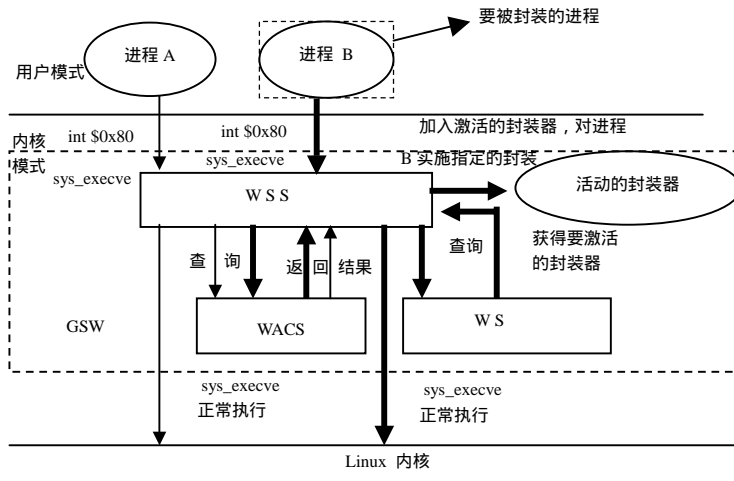 要被封装的进程
进程 A
进程 B
用户模式
加入激活的封装器，对进程
B 实施指定的封装
内核
模式
int $0x80
int $0x80
sys_execve
sys_execve
W S S
活动的封装器
获得要激活
的封装器
查 询
返 回 结果
查询
GSW
WACS
W S
sys_execve
正常执行
sys_execve
正常执行
Linux 内核